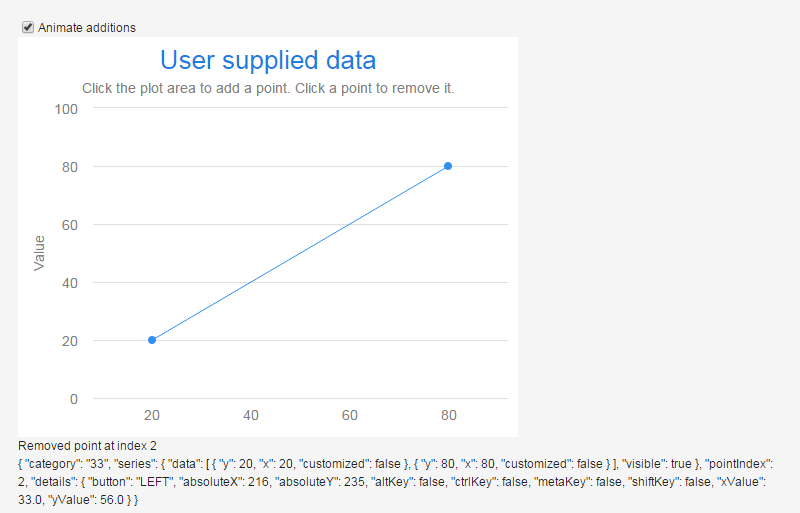 Animate additions
User supplied data
Click the plot area to add a point. Click a point to remove it.
100
80
60
40
20
0
Value
20 40 60 80
Removed point at index 2
{ "category": "33", "series": { "data": [ { "y": 20, "x": 20, "customized": false }, { "y": 80, "x": 80, "customized": false } ], "visible": true }, "pointIndex":
2, "details": { "button": "LEFT", "absoluteX": 216, "absoluteY": 235, "altKey": false, "ctrlKey": false, "metaKey": false, "shiftKey": false, "xValue":
33.0, "yValue": 56.0 } }